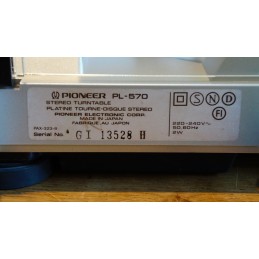 PIONEER PL-570
STEREO TURNTABLE
PLATINE TOURNE-DISQUE STEREO
PIONEER ELECTRONIC CORP.
MADE IN JAPAN
FABRIQUE AU JAPON
Serial No. * GI 13528 H
S N D
FI
220-240V~
50,60Hz